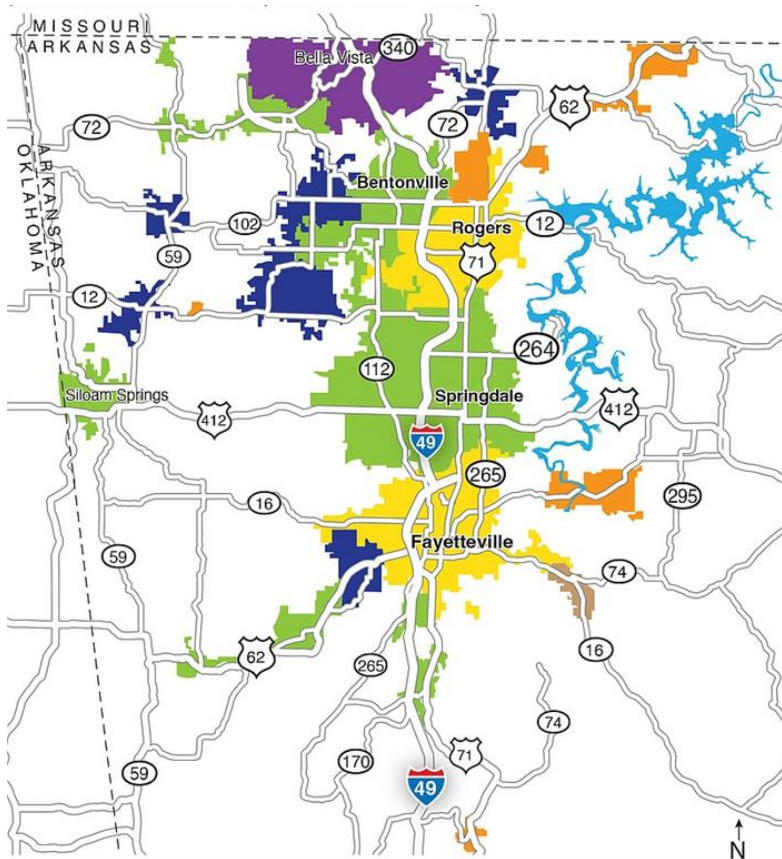 MISSOURI
ARKANSAS
340
Bella Vista
62
72
72
ARKANSAS
OKLAHOMA
Bentonville
102
Rogers
12
59
71
12
264
112
Siloam Springs
Springdale
412
412
49
265
16
295
Fayetteville
59
74
62
265
16
74
71
170
59
49
N